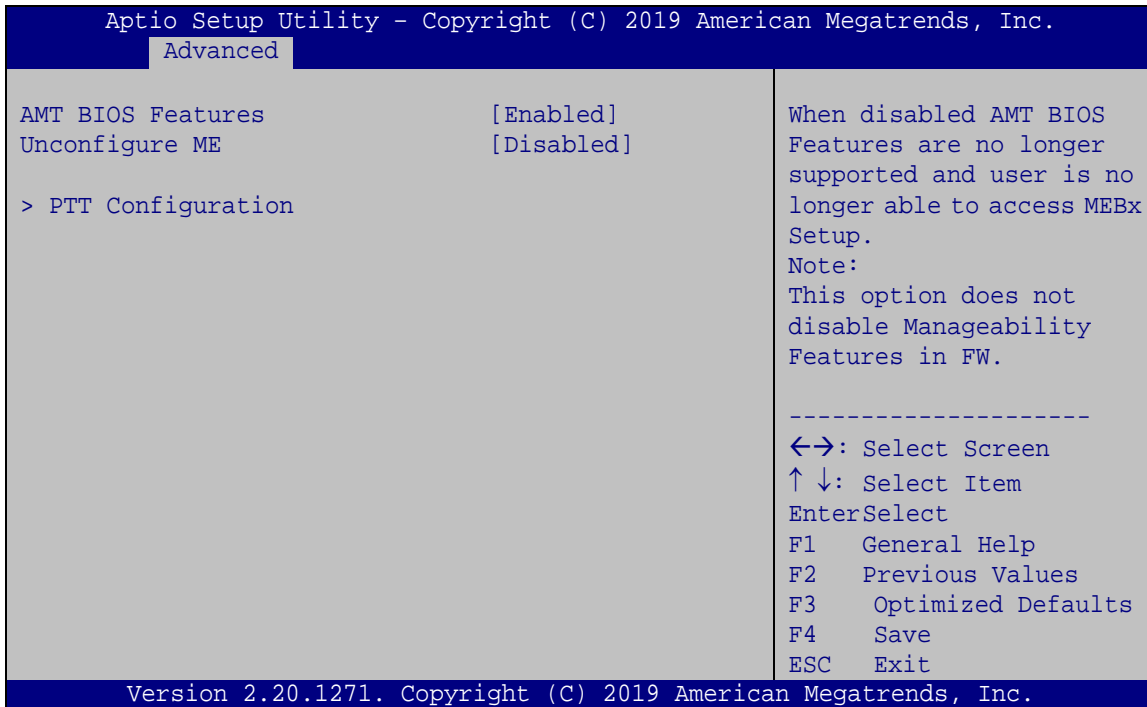 Aptio Setup Utility – Copyright (C) 2019 American Megatrends, Inc.
Advanced
AMT BIOS Features [Enabled]
Unconfigure ME [Disabled]
> PTT Configuration
When disabled AMT BIOS
Features are no longer
supported and user is no
longer able to access MEBx
Setup.
Note:
This option does not
disable Manageability
Features in FW.
---------------------
←→: Select Screen
↑ ↓: Select Item
EnterSelect
F1 General Help
F2 Previous Values
F3 Optimized Defaults
F4 Save
ESC Exit
Version 2.20.1271. Copyright (C) 2019 American Megatrends, Inc.